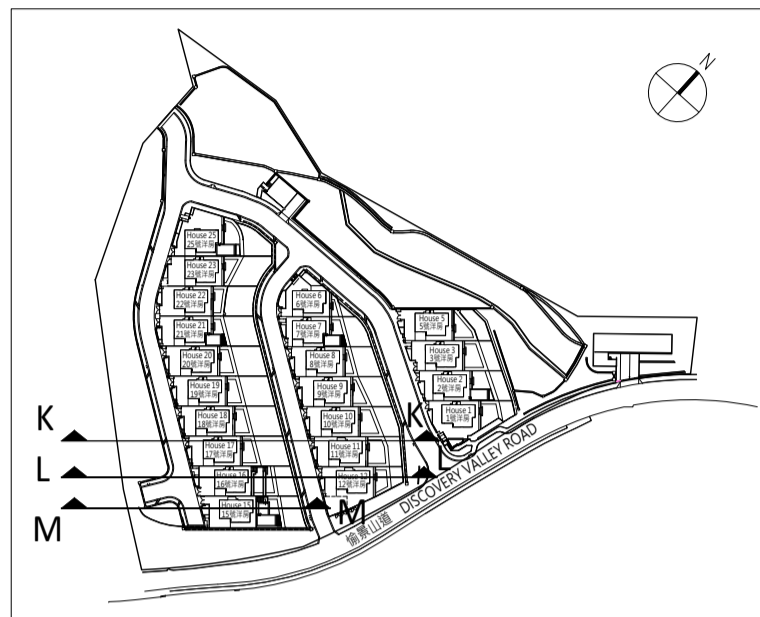 N
House 25
25號洋房
House 23
23號洋房
House 22
22號洋房
House 21
21號洋房
House 20
20號洋房
House 19
19號洋房
House 18
18號洋房
House 17
17號洋房
House 16
16號洋房
House 15
15號洋房
House 6
6號洋房
House 7
7號洋房
House 8
8號洋房
House 9
9號洋房
House 10
10號洋房
House 11
11號洋房
House 12
12號洋房
House 5
5號洋房
House 3
3號洋房
House 2
2號洋房
House 1
1號洋房
K
K
L
L
M
M
愉景山道 DISCOVERY VALLEY ROAD